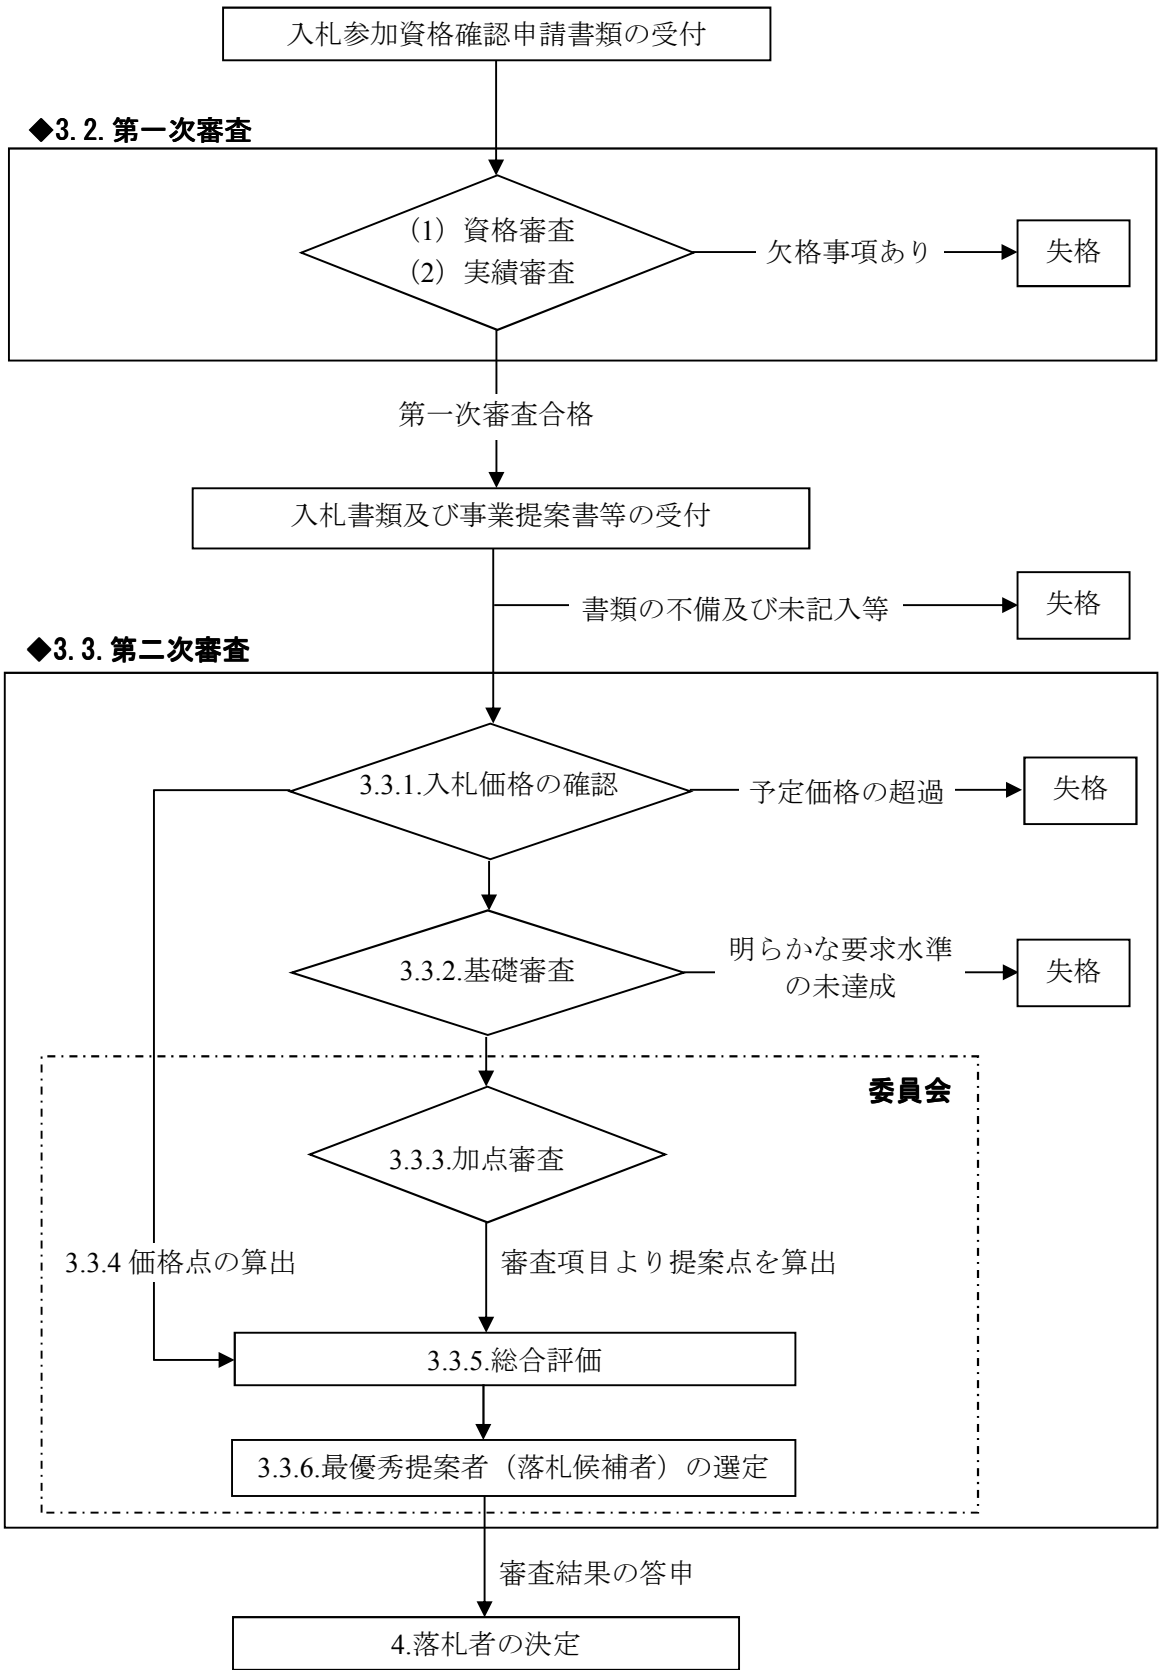 入札参加資格確認申請書類の受付
◆3.2.第一次審査
（1）資格審査
（2）実績審査
欠格事項あり
失格
第一次審査合格
入札書類及び事業提案書等の受付
書類の不備及び未記入等
失格
◆3.3.第二次審査
3.3.1.入札価格の確認
予定価格の超過
失格
3.3.2.基礎審査
明らかな要求水準
の未達成
失格
委員会
3.3.3.加点審査
3.3.4 価格点の算出
審査項目より提案点を算出
3.3.5.総合評価
3.3.6.最優秀提案者（落札候補者）の選定
審査結果の答申
4.落札者の決定